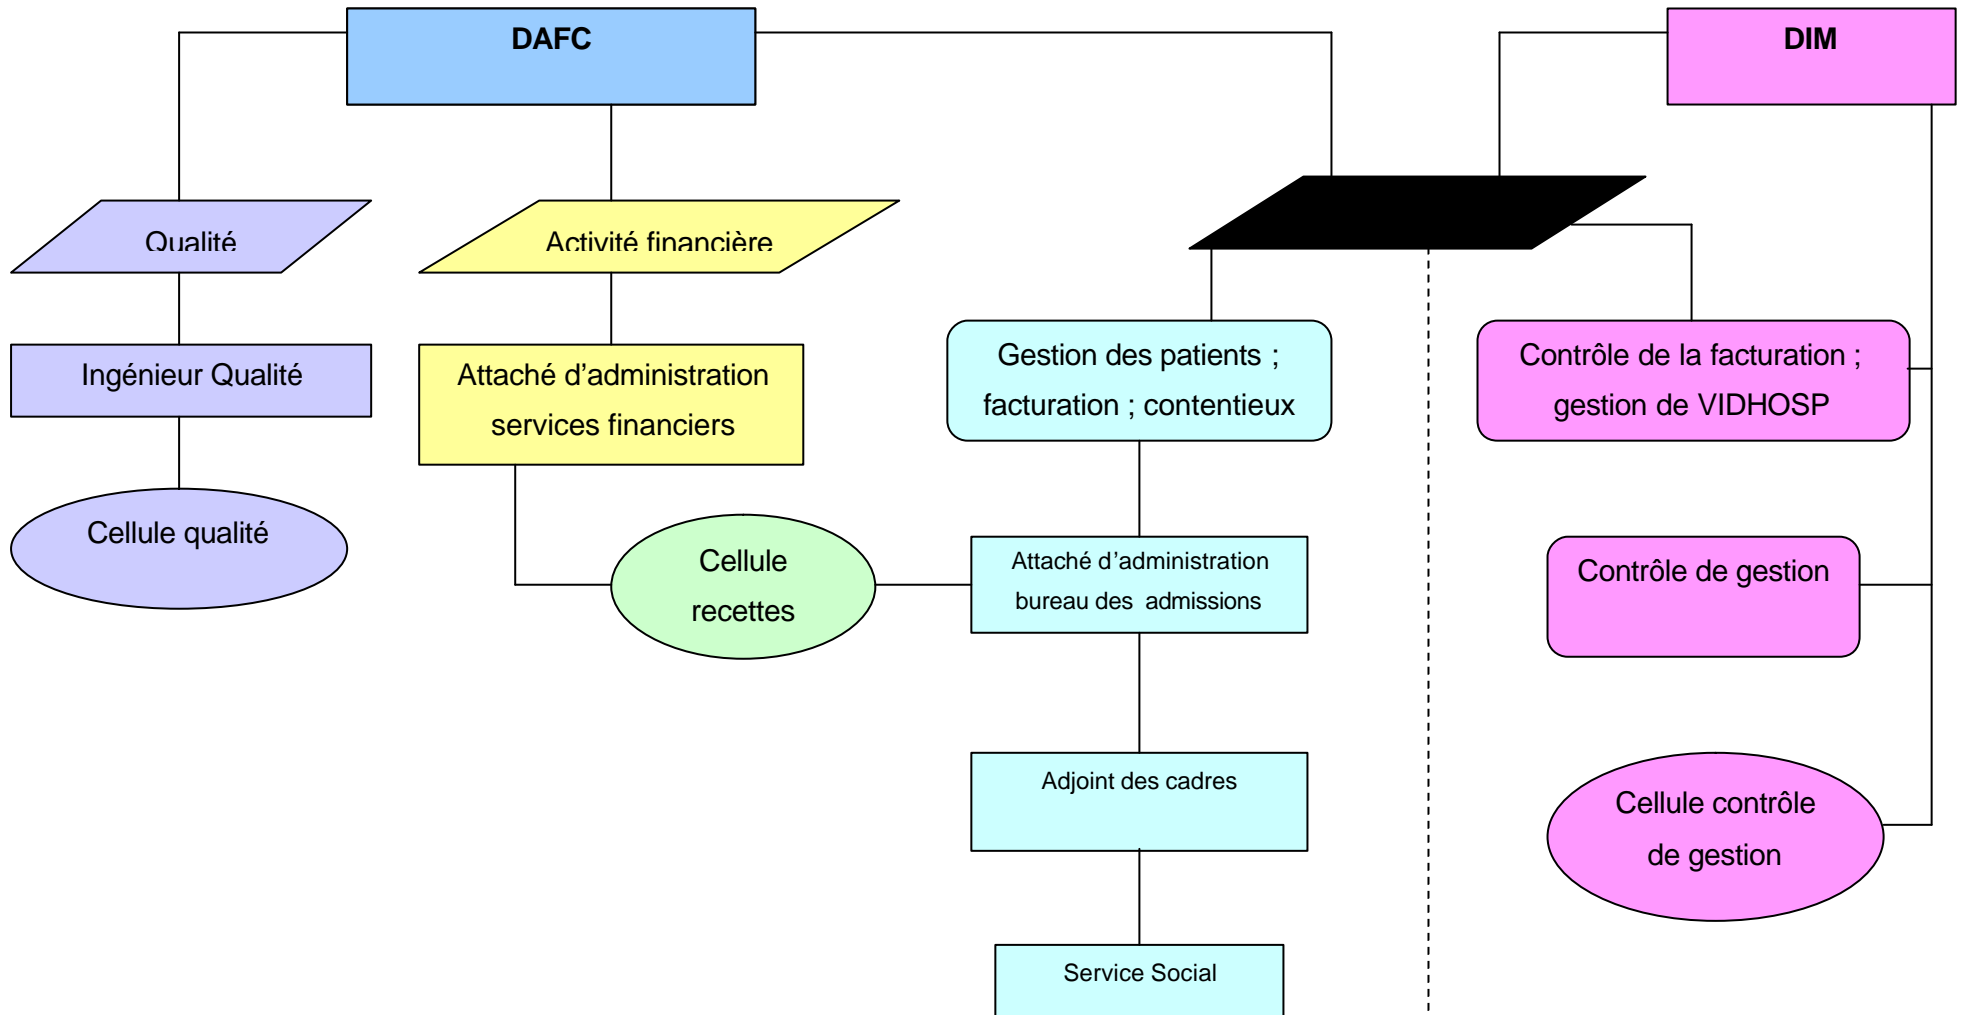 DAFC
DIM
Qualité
Activité financière
Ingénieur Qualité
Attaché d’administration
services financiers
Gestion des patients ;
facturation ; contentieux
Contrôle de la facturation ;
gestion de VIDHOSP
Cellule qualité
Cellule
recettes
Attaché d’administration
bureau des admissions
Contrôle de gestion
Adjoint des cadres
Cellule contrôle
de gestion
Service Social